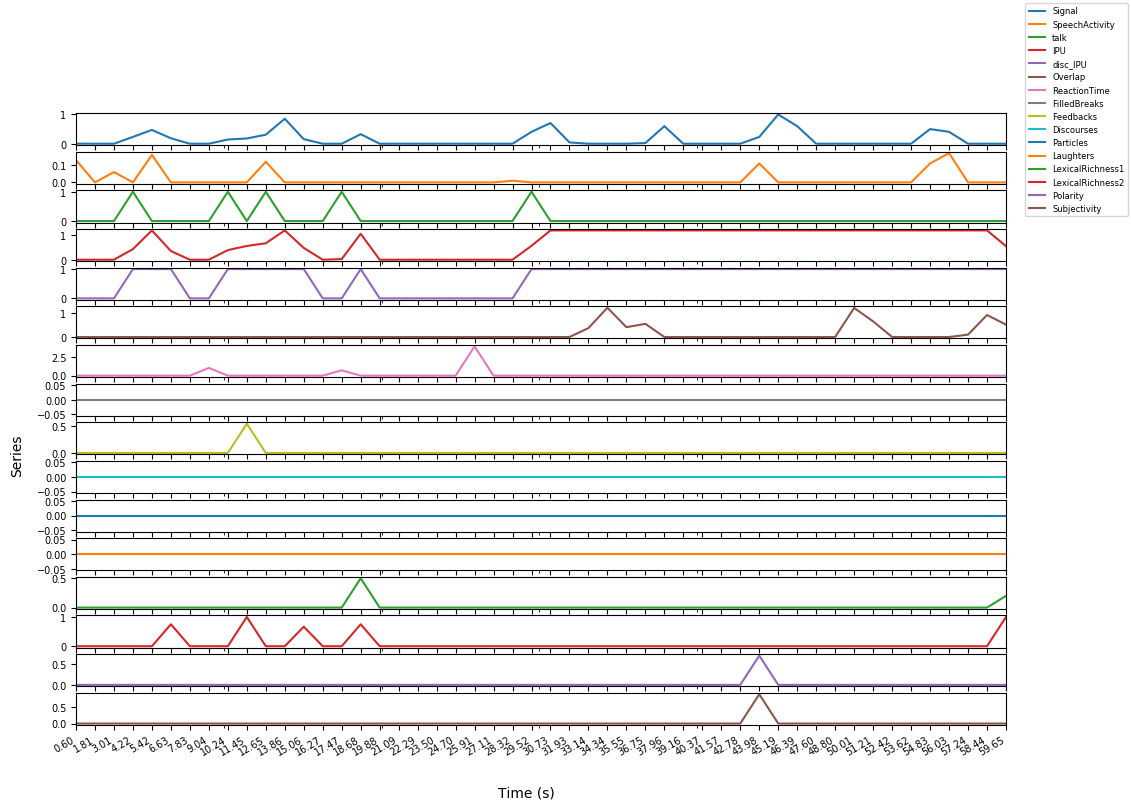 Signal
SpeechActivity
talk
IPU
disc_IPU
Overlap
ReactionTime
FilledBreaks
Feedbacks
Discourses
Particles
Laughters
LexicalRichness1
LexicalRichness2
Polarity
Subjectivity
1
0
0.1
0.0
1
0
1
0
1
0
1
0
2.5
0.0
0.05
0.00
−0.05
0.5
0.0
0.05
0.00
−0.05
0.05
0.00
−0.05
0.05
0.00
−0.05
0.5
0.0
1
0
0.5
0.0
0.5
0.0
Series
0.60 1.81 3.01 4.22 5.42 6.63 7.83 9.04 10.24 11.45 12.65 13.86 15.06 16.27 17.47 18.68 19.88 21.09 22.29 23.50 24.70 25.91 27.11 28.32 29.52 30.73 31.93 33.14 34.34 35.55 36.75 37.96 39.16 40.37 41.57 42.78 43.98 45.19 46.39 47.60 48.80 50.01 51.21 52.42 53.62 54.83 56.03 57.24 58.44 59.65
Time (s)